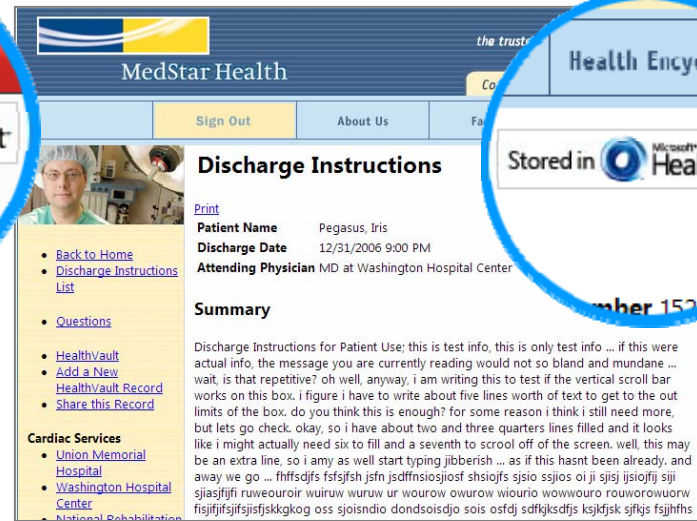 the truste
MedStar Health
Co
Health Ency
Sign Out
About Us
Fa
t
Stored in Microsoft Hea
Discharge Instructions
Print
Patient Name Pegasus, Iris
Discharge Date 12/31/2006 9:00 PM
Attending Physician MD at Washington Hospital Center
mber 152
Back to Home
Discharge Instructions
List
Questions
HealthVault
Add a New
HealthVault Record
Share this Record
Cardiac Services
Union Memorial
Hospital
Washington Hospital
Center
National Rehabilitation
Summary
Discharge Instructions for Patient Use; this is test info, this is only test info ... if this were
actual info, the message you are currently reading would not so bland and mundane ...
wait, is that repetitive? oh well, anyway, i am writing this to test if the vertical scroll bar
works on this box. i figure i have to write about five lines worth of text to get to the out
limits of the box. do you think this is enough? for some reason i think i still need more,
but lets go check. okay, so i have about two and three quarters lines filled and it looks
like i might actually need six to fill and a seventh to scrool off of the screen. well, this may
be an extra line, so i amy as well start typing jibberish ... as if this hasnt been already. and
away we go ... fhffsdjfs fsfsjfsh jsfn jsdffnsiosjiosf shsiojfs sjsio ssjios oi ji sjisj ijsiojfij siji
sjiasjfijfi ruweouroir wuiruw wuruw ur wourow owurow wiourio wowwouro rouworowuorw
fisjifjifsjifsjisfjskkgkog oss sjoisndio dondsoisdjo sois osfdj sdfkjksdfjs ksjkfjsk sjfkjs fsjjhfhs